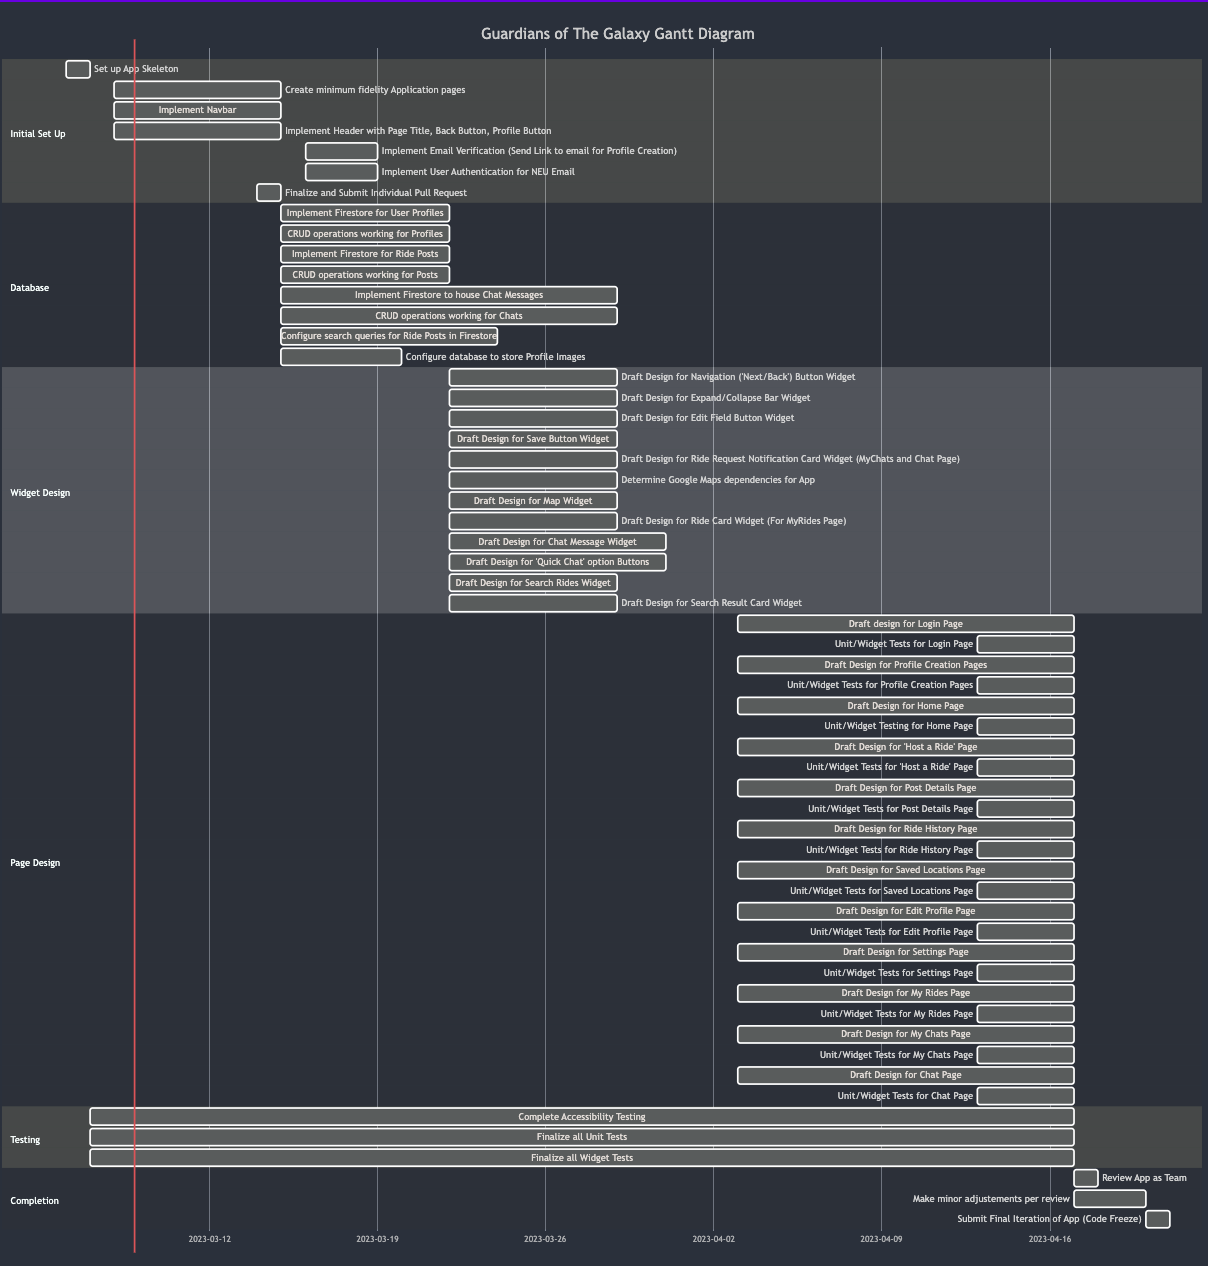 Guardians of The Galaxy Gantt Diagram
Initial Set Up
Set up App Skeleton
Create minimum fidelity Application pages
Implement Navbar
Implement Header with Page Title, Back Button, Profile Button
Implement Email Verification (Send Link to email for Profile Creation)
Implement User Authentication for NEU Email
Finalize and Submit Individual Pull Request
Database
Implement Firestore for User Profiles
CRUD operations working for Profiles
Implement Firestore for Ride Posts
CRUD operations working for Posts
Implement Firestore to house Chat Messages
CRUD operations working for Chats
Configure search queries for Ride Posts in Firestore
Configure database to store Profile Images
Widget Design
Draft Design for Navigation ('Next/Back') Button Widget
Draft Design for Expand/Collapse Bar Widget
Draft Design for Edit Field Button Widget
Draft Design for Save Button Widget
Draft Design for Ride Request Notification Card Widget (MyChats and Chat Page)
Determine Google Maps dependencies for App
Draft Design for Map Widget
Draft Design for Ride Card Widget (For MyRides Page)
Draft Design for Chat Message Widget
Draft Design for 'Quick Chat' option Buttons
Draft Design for Search Rides Widget
Draft Design for Search Result Card Widget
Page Design
Draft design for Login Page
Unit/Widget Tests for Login Page
Draft Design for Profile Creation Pages
Unit/Widget Tests for Profile Creation Pages
Draft Design for Home Page
Unit/Widget Testing for Home Page
Draft Design for 'Host a Ride' Page
Unit/Widget Tests for 'Host a Ride' Page
Draft Design for Post Details Page
Unit/Widget Tests for Post Details Page
Draft Design for Ride History Page
Unit/Widget Tests for Ride History Page
Draft Design for Saved Locations Page
Unit/Widget Tests for Saved Locations Page
Draft Design for Edit Profile Page
Unit/Widget Tests for Edit Profile Page
Draft Design for Settings Page
Unit/Widget Tests for Settings Page
Draft Design for My Rides Page
Unit/Widget Tests for My Rides Page
Draft Design for My Chats Page
Unit/Widget Tests for My Chats Page
Draft Design for Chat Page
Unit/Widget Tests for Chat Page
Testing
Complete Accessibility Testing
Finalize all Unit Tests
Finalize all Widget Tests
Completion
Review App as Team
Make minor adjustements per review
Submit Final Iteration of App (Code Freeze)
2023-03-12
2023-03-19
2023-03-26
2023-04-02
2023-04-09
2023-04-16